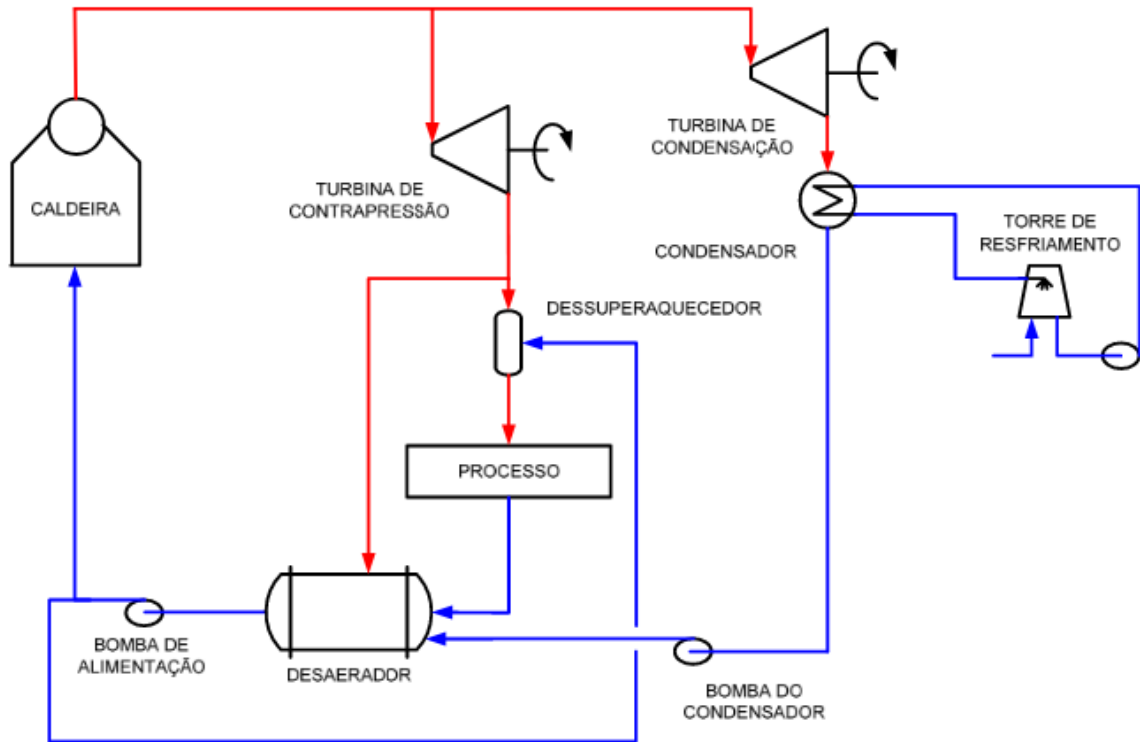 TURBINA DE
CONDENSAÇÃO
CALDEIRA
TURBINA DE
CONTRAPRESSÃO
CONDENSADOR
TORRE DE
RESFRIAMENTO
DESSUPERAQUECEDOR
PROCESSO
BOMBA DE
ALIMENTAÇÃO
DESAERADOR
BOMBA DO
CONDENSADOR